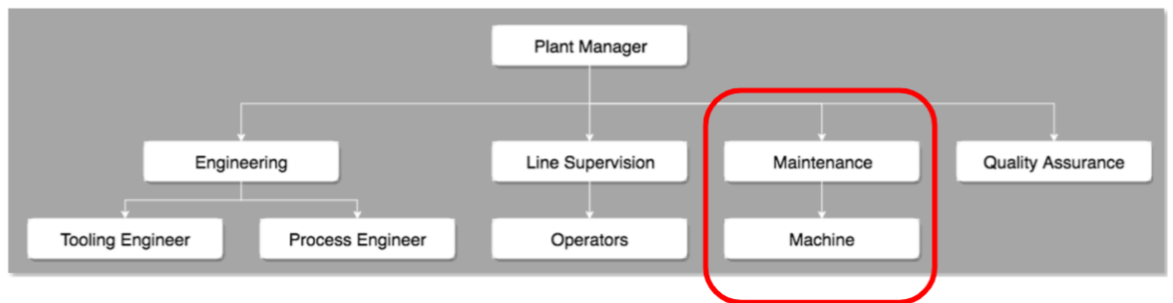 Plant Manager
Engineering
Line Supervision
Maintenance
Quality Assurance
Tooling Engineer
Process Engineer
Operators
Machine